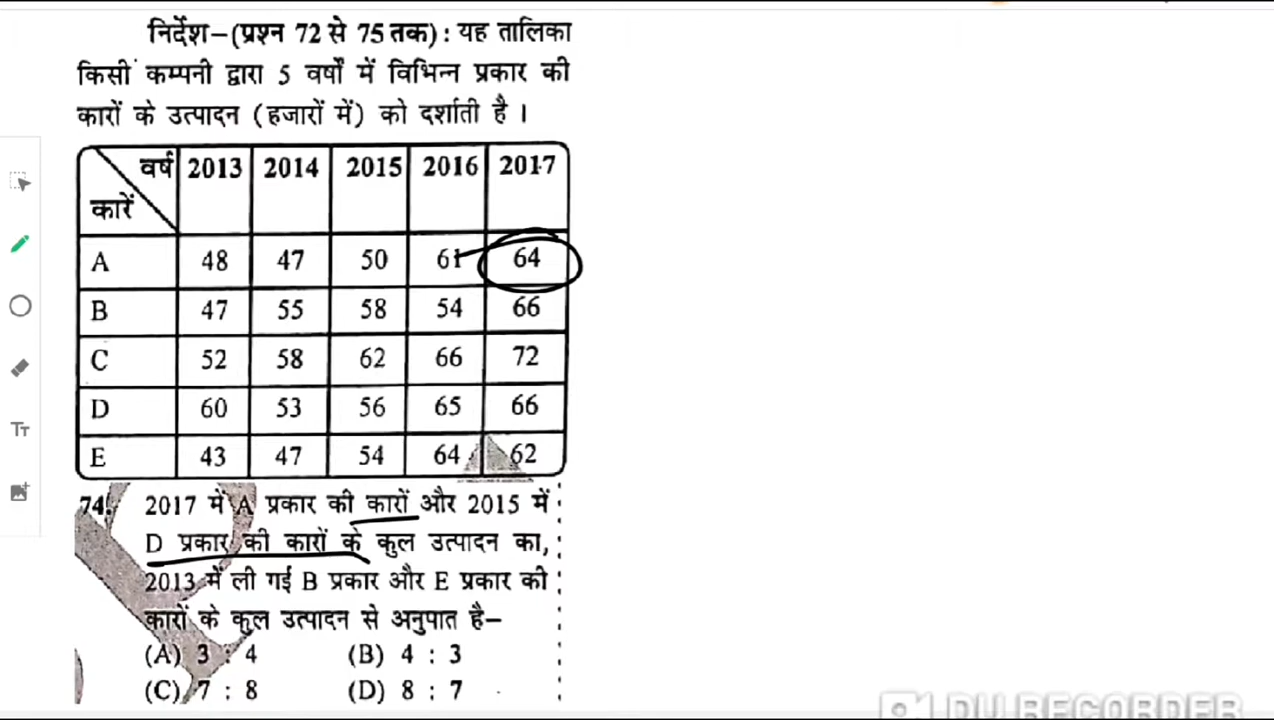 निर्देश–(प्रश्न 72 से 75 तक) : यह तालिका
किसी कम्पनी द्वारा 5 वर्षों में विभिन्न प्रकार की
कारों के उत्पादन (हजारों में) को दर्शाती है ।
वर्ष 2013 2014 2015 2016 2017
कारें
A 48 47 50 61 64
B 47 55 58 54 66
C 52 58 62 66 72
D 60 53 56 65 66
E 43 47 54 64 62
74. 2017 में A प्रकार की कारों और 2015 में
D प्रकार की कारों के कुल उत्पादन का,
2013 में ली गई B प्रकार और E प्रकार की
कारों के कुल उत्पादन से अनुपात है–
(A) 3 : 4 (B) 4 : 3
(C) 7 : 8 (D) 8 : 7
TT
DU RECORDER